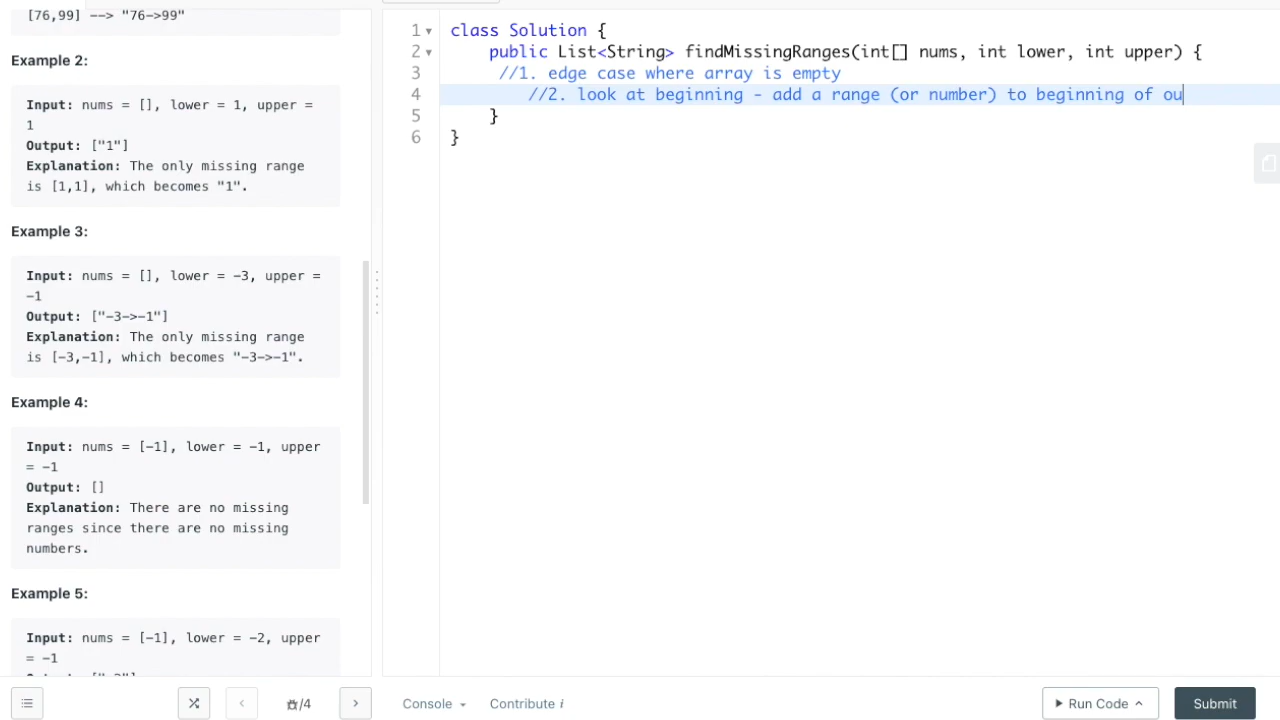 [76,99] --> "76->99"
Example 2:
Input: nums = [], lower = 1, upper =
1
Output: ["1"]
Explanation: The only missing range
is [1,1], which becomes "1".
Example 3:
Input: nums = [], lower = -3, upper =
-1
Output: ["-3->-1"]
Explanation: The only missing range
is [-3,-1], which becomes "-3->-1".
Example 4:
Input: nums = [-1], lower = -1, upper
= -1
Output: []
Explanation: There are no missing
ranges since there are no missing
numbers.
Example 5:
Input: nums = [-1], lower = -2, upper
= -1
1 class Solution {
2 public List<String> findMissingRanges(int[] nums, int lower, int upper) {
3 //1. edge case where array is empty
4 //2. look at beginning - add a range (or number) to beginning of ou
5 }
6 }
/4
Console
Contribute i
Run Code
Submit